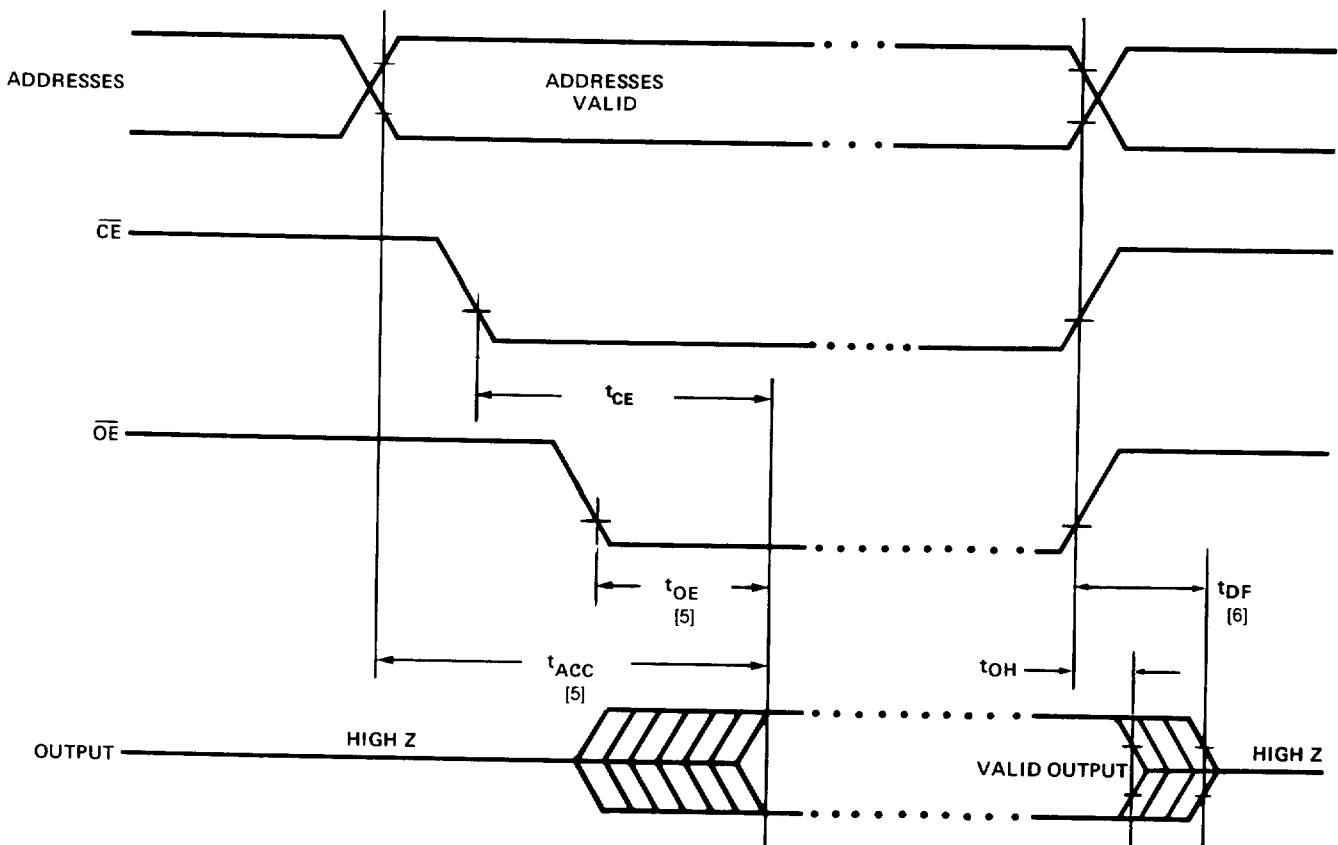 ADDRESSES
ADDRESSES
VALID
CE
tCE
OE
tOE
[5]
tDF
[6]
tACC
[5]
tOH
OUTPUT
HIGH Z
VALID OUTPUT
HIGH Z